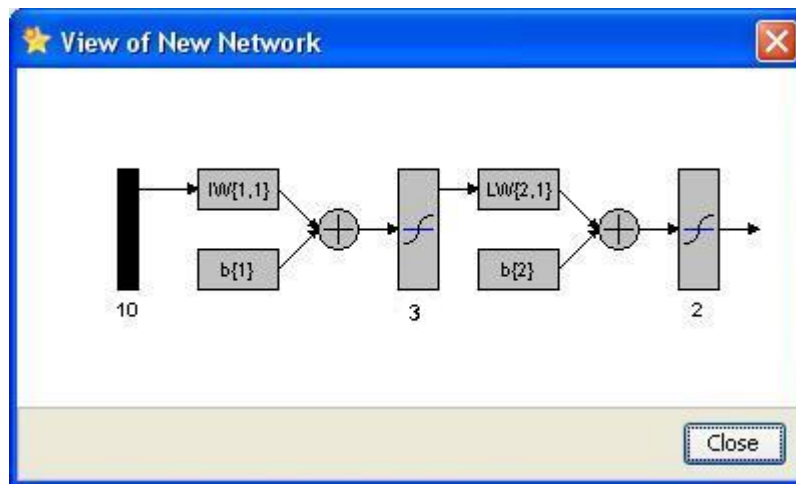 View of New Network
IW{1,1}
LW{2,1}
b{1}
b{2}
10
3
2
Close